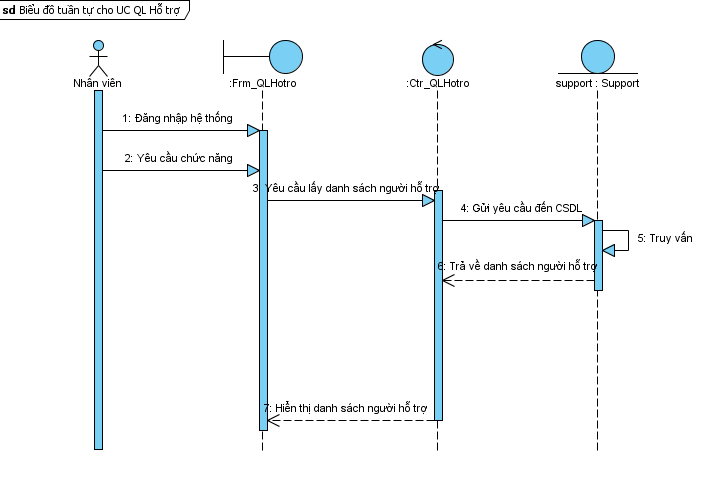 sd Biểu đồ tuần tự cho UC QL Hỗ trợ
Nhân viên
:Frm_QLHotro
:Ctr_QLHotro
support : Support
1: Đăng nhập hệ thống
2: Yêu cầu chức năng
3: Yêu cầu lấy danh sách người hỗ trợ
4: Gửi yêu cầu đến CSDL
5: Truy vấn
6: Trả về danh sách người hỗ trợ
7: Hiển thị danh sách người hỗ trợ